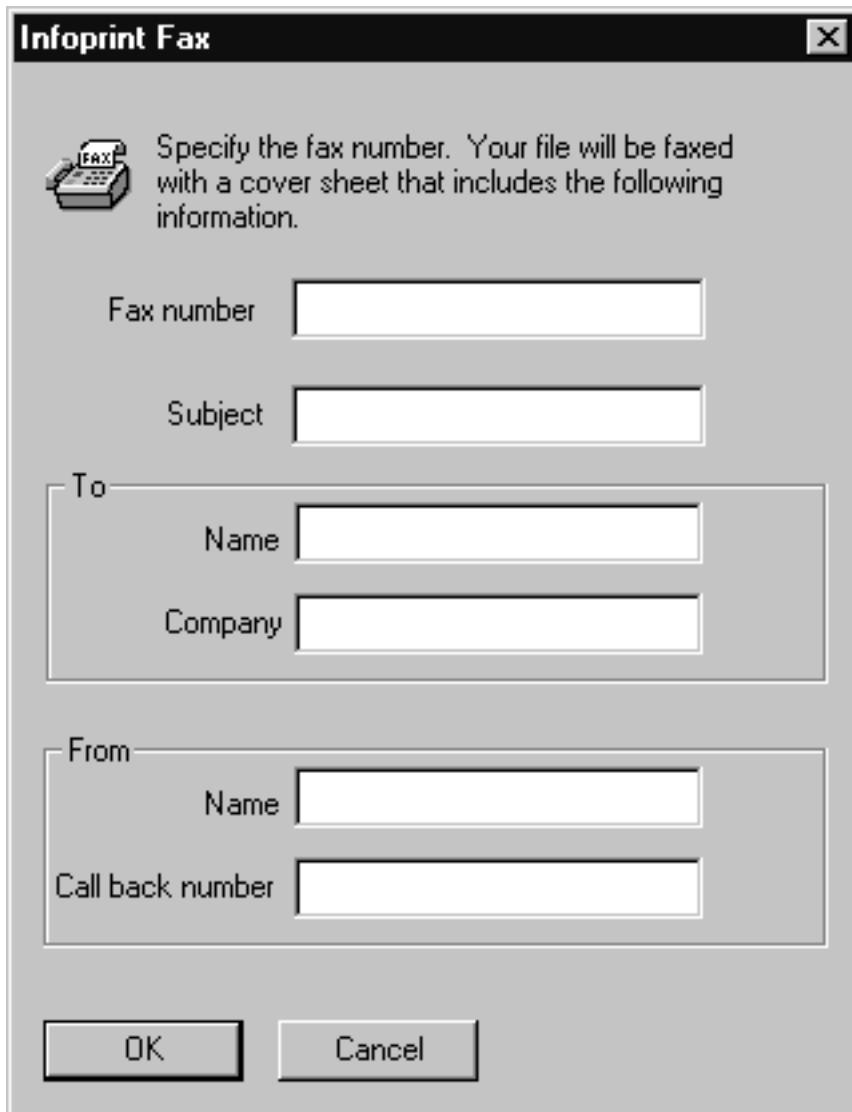 Infoprint Fax
FAX
Specify the fax number.  Your file will be faxed
with a cover sheet that includes the following
information.
Fax number
Subject
To
Name
Company
From
Name
Call back number
OK
Cancel